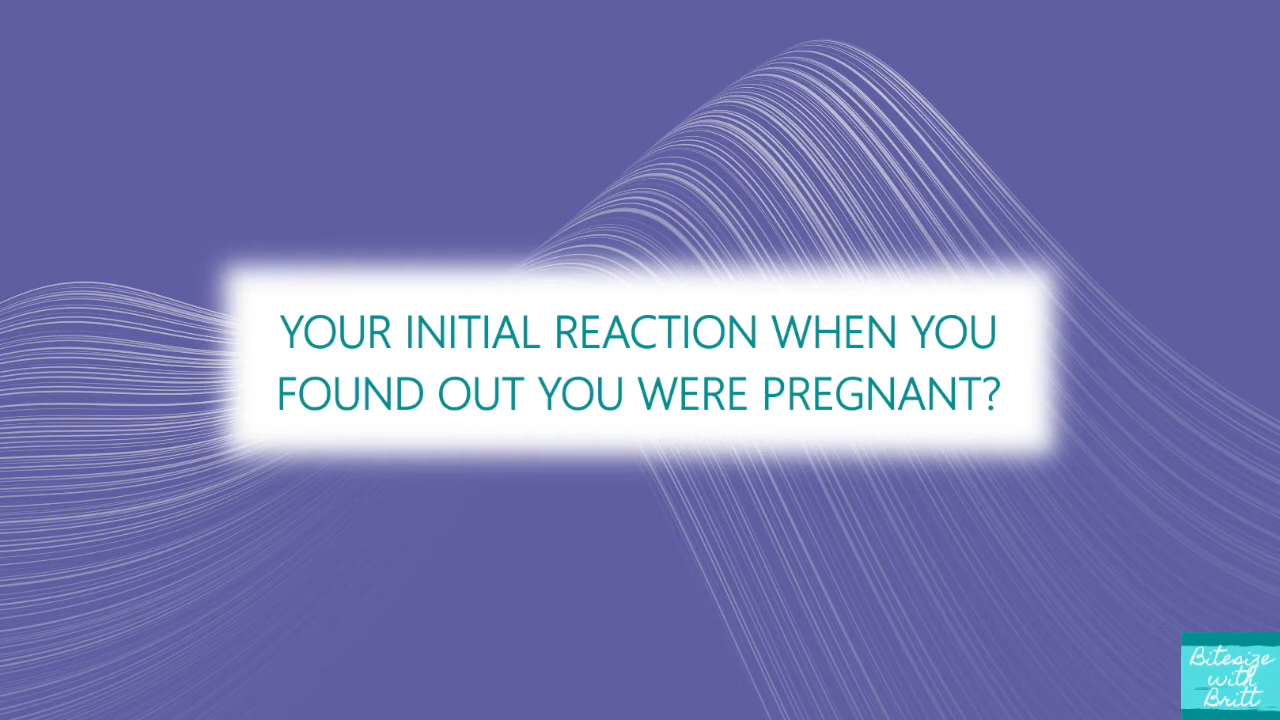 YOUR INITIAL REACTION WHEN YOU
FOUND OUT YOU WERE PREGNANT?
Bitesize
with
Britt